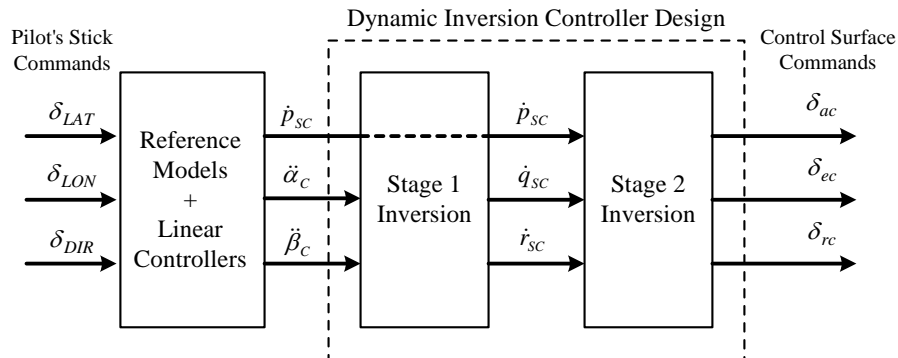 Dynamic Inversion Controller Design
Pilot's Stick
Commands
Control Surface
Commands
δ_LAT
δ_LON
δ_DIR
Reference
Models
+
Linear
Controllers
ṗ_SC
α̈_C
β̈_C
Stage 1
Inversion
ṗ_SC
q̇_SC
ṙ_SC
Stage 2
Inversion
δ_ac
δ_ec
δ_rc